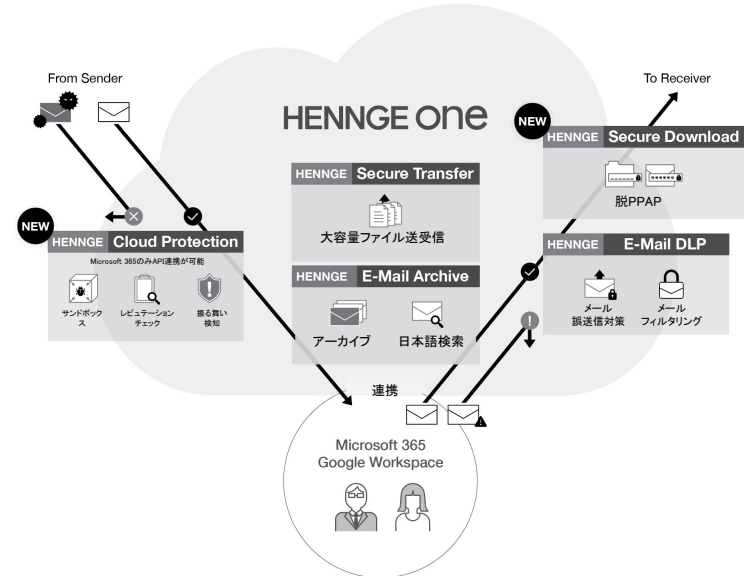 From Sender
To Receiver
HENNGE one
NEW
HENNGE Secure Download
脱PPAP
HENNGE Secure Transfer
大容量ファイル送受信
NEW
HENNGE Cloud Protection
Microsoft 365のみAPI連携が可能
サンドボック
ス
レピュテーション
チェック
振る舞い
検知
HENNGE E-Mail DLP
メール
誤送信対策
メール
フィルタリング
HENNGE E-Mail Archive
アーカイブ
日本語検索
連携
Microsoft 365
Google Workspace